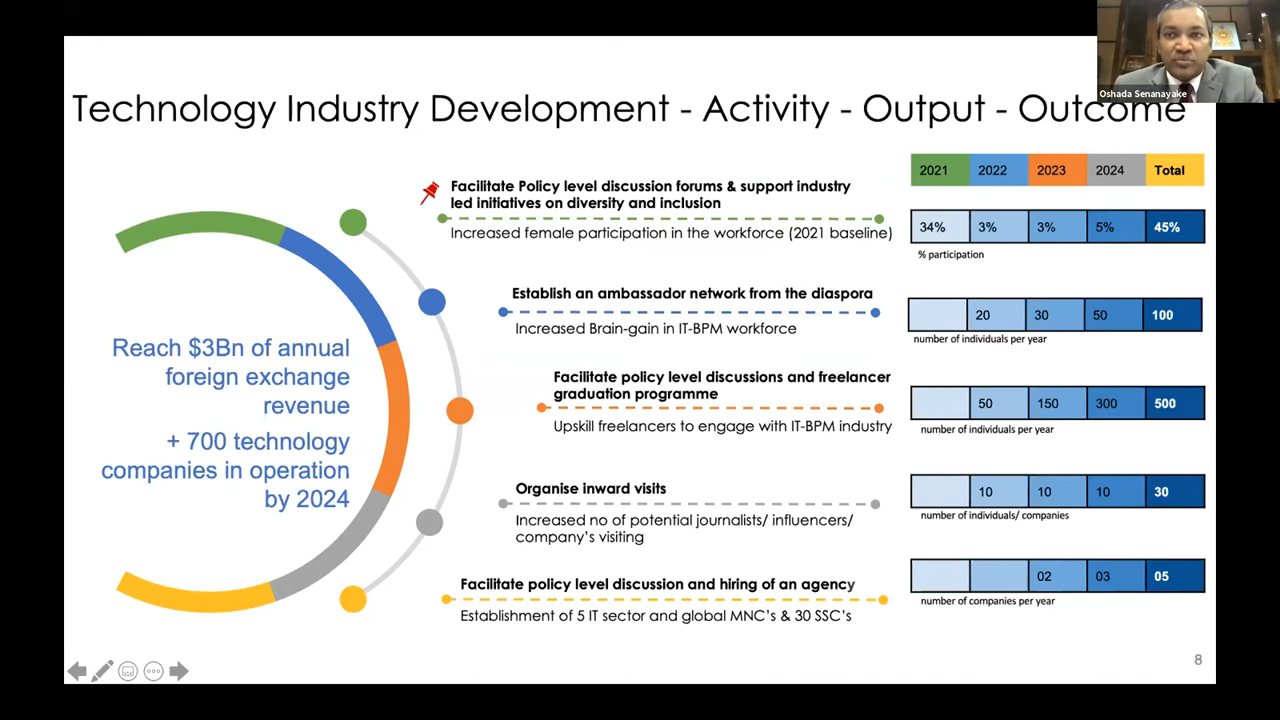 Oshada Senanayake
Technology Industry Development - Activity - Output - Outcome
2021 2022 2023 2024 Total
Facilitate Policy level discussion forums & support industry
led initiatives on diversity and inclusion
Increased female participation in the workforce (2021 baseline)
34% 3% 3% 5% 45%
% participation
Establish an ambassador network from the diaspora
Increased Brain-gain in IT-BPM workforce
20 30 50 100
number of individuals per year
Reach $3Bn of annual
foreign exchange
revenue
+ 700 technology
companies in operation
by 2024
Facilitate policy level discussions and freelancer
graduation programme
Upskill freelancers to engage with IT-BPM industry
50 150 300 500
number of individuals per year
Organise inward visits
Increased no of potential journalists/ influencers/
company's visiting
10 10 10 30
number of individuals/ companies
Facilitate policy level discussion and hiring of an agency
Establishment of 5 IT sector and global MNC's & 30 SSC's
02 03 05
number of companies per year
8